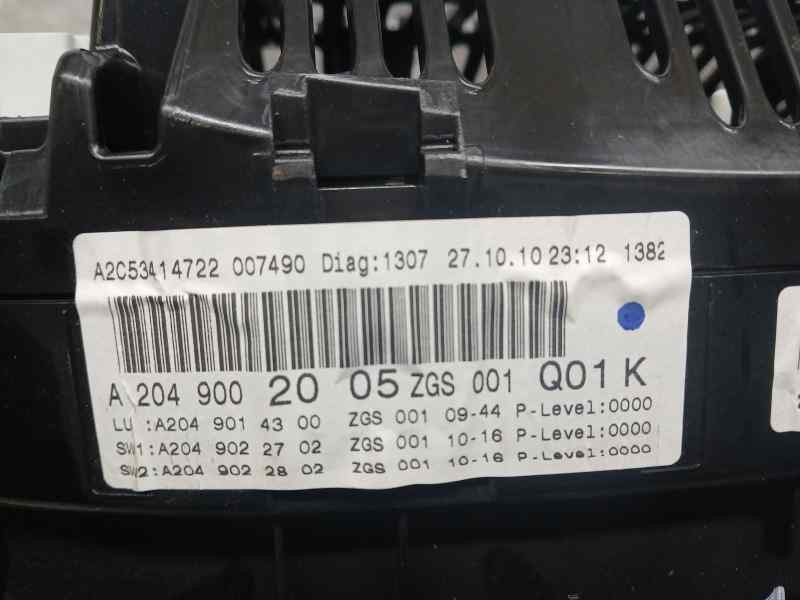 A2C53414722 007490 Diag:1307 27.10.10 23:12 1382
A 204 900 20 05 ZGS 001 Q01 K
LU :A204 901 43 00 ZGS 001 09-44 P-Level:0000
SW1:A204 902 27 02 ZGS 001 10-16 P-Level:0000
SW2:A204 902 28 02 ZGS 001 10-16 P-Level:0000